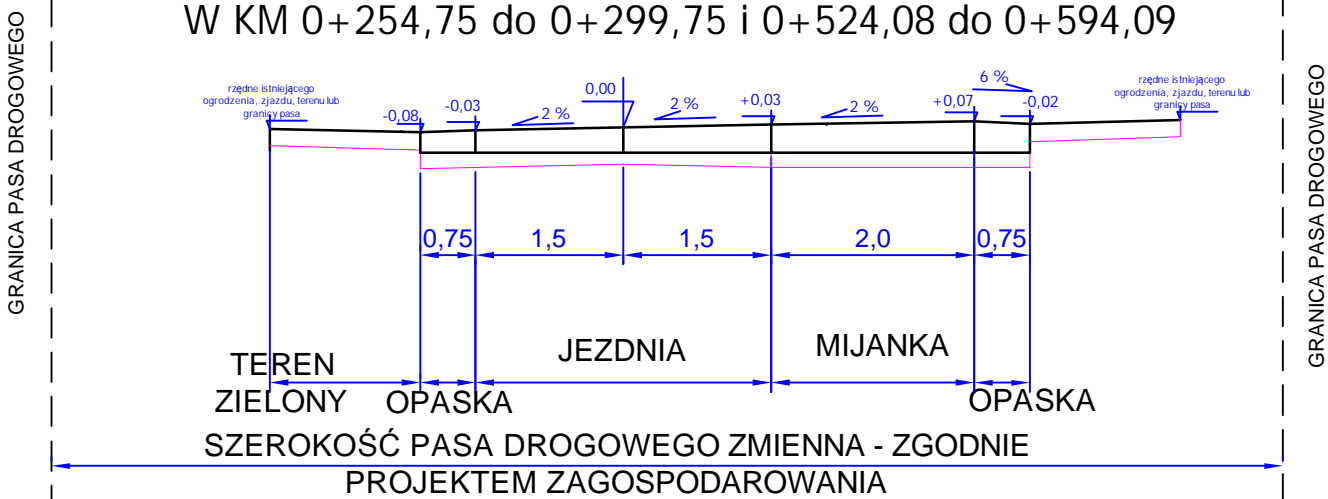 W KM 0+254,75 do 0+299,75 i 0+524,08 do 0+594,09
GRANICA PASA DROGOWEGO
GRANICA PASA DROGOWEGO
rzędne istniejącego
ogrodzenia, zjazdu, terenu lub
granicy pasa
-0,08
-0,03
2 %
0,00
2 %
+0,03
2 %
+0,07
6 %
-0,02
rzędne istniejącego
ogrodzenia, zjazdu, terenu lub
granicy pasa
0,75
1,5
1,5
2,0
0,75
TEREN
ZIELONY
OPASKA
JEZDNIA
MIJANKA
OPASKA
SZEROKOŚĆ PASA DROGOWEGO ZMIENNA - ZGODNIE
PROJEKTEM ZAGOSPODAROWANIA